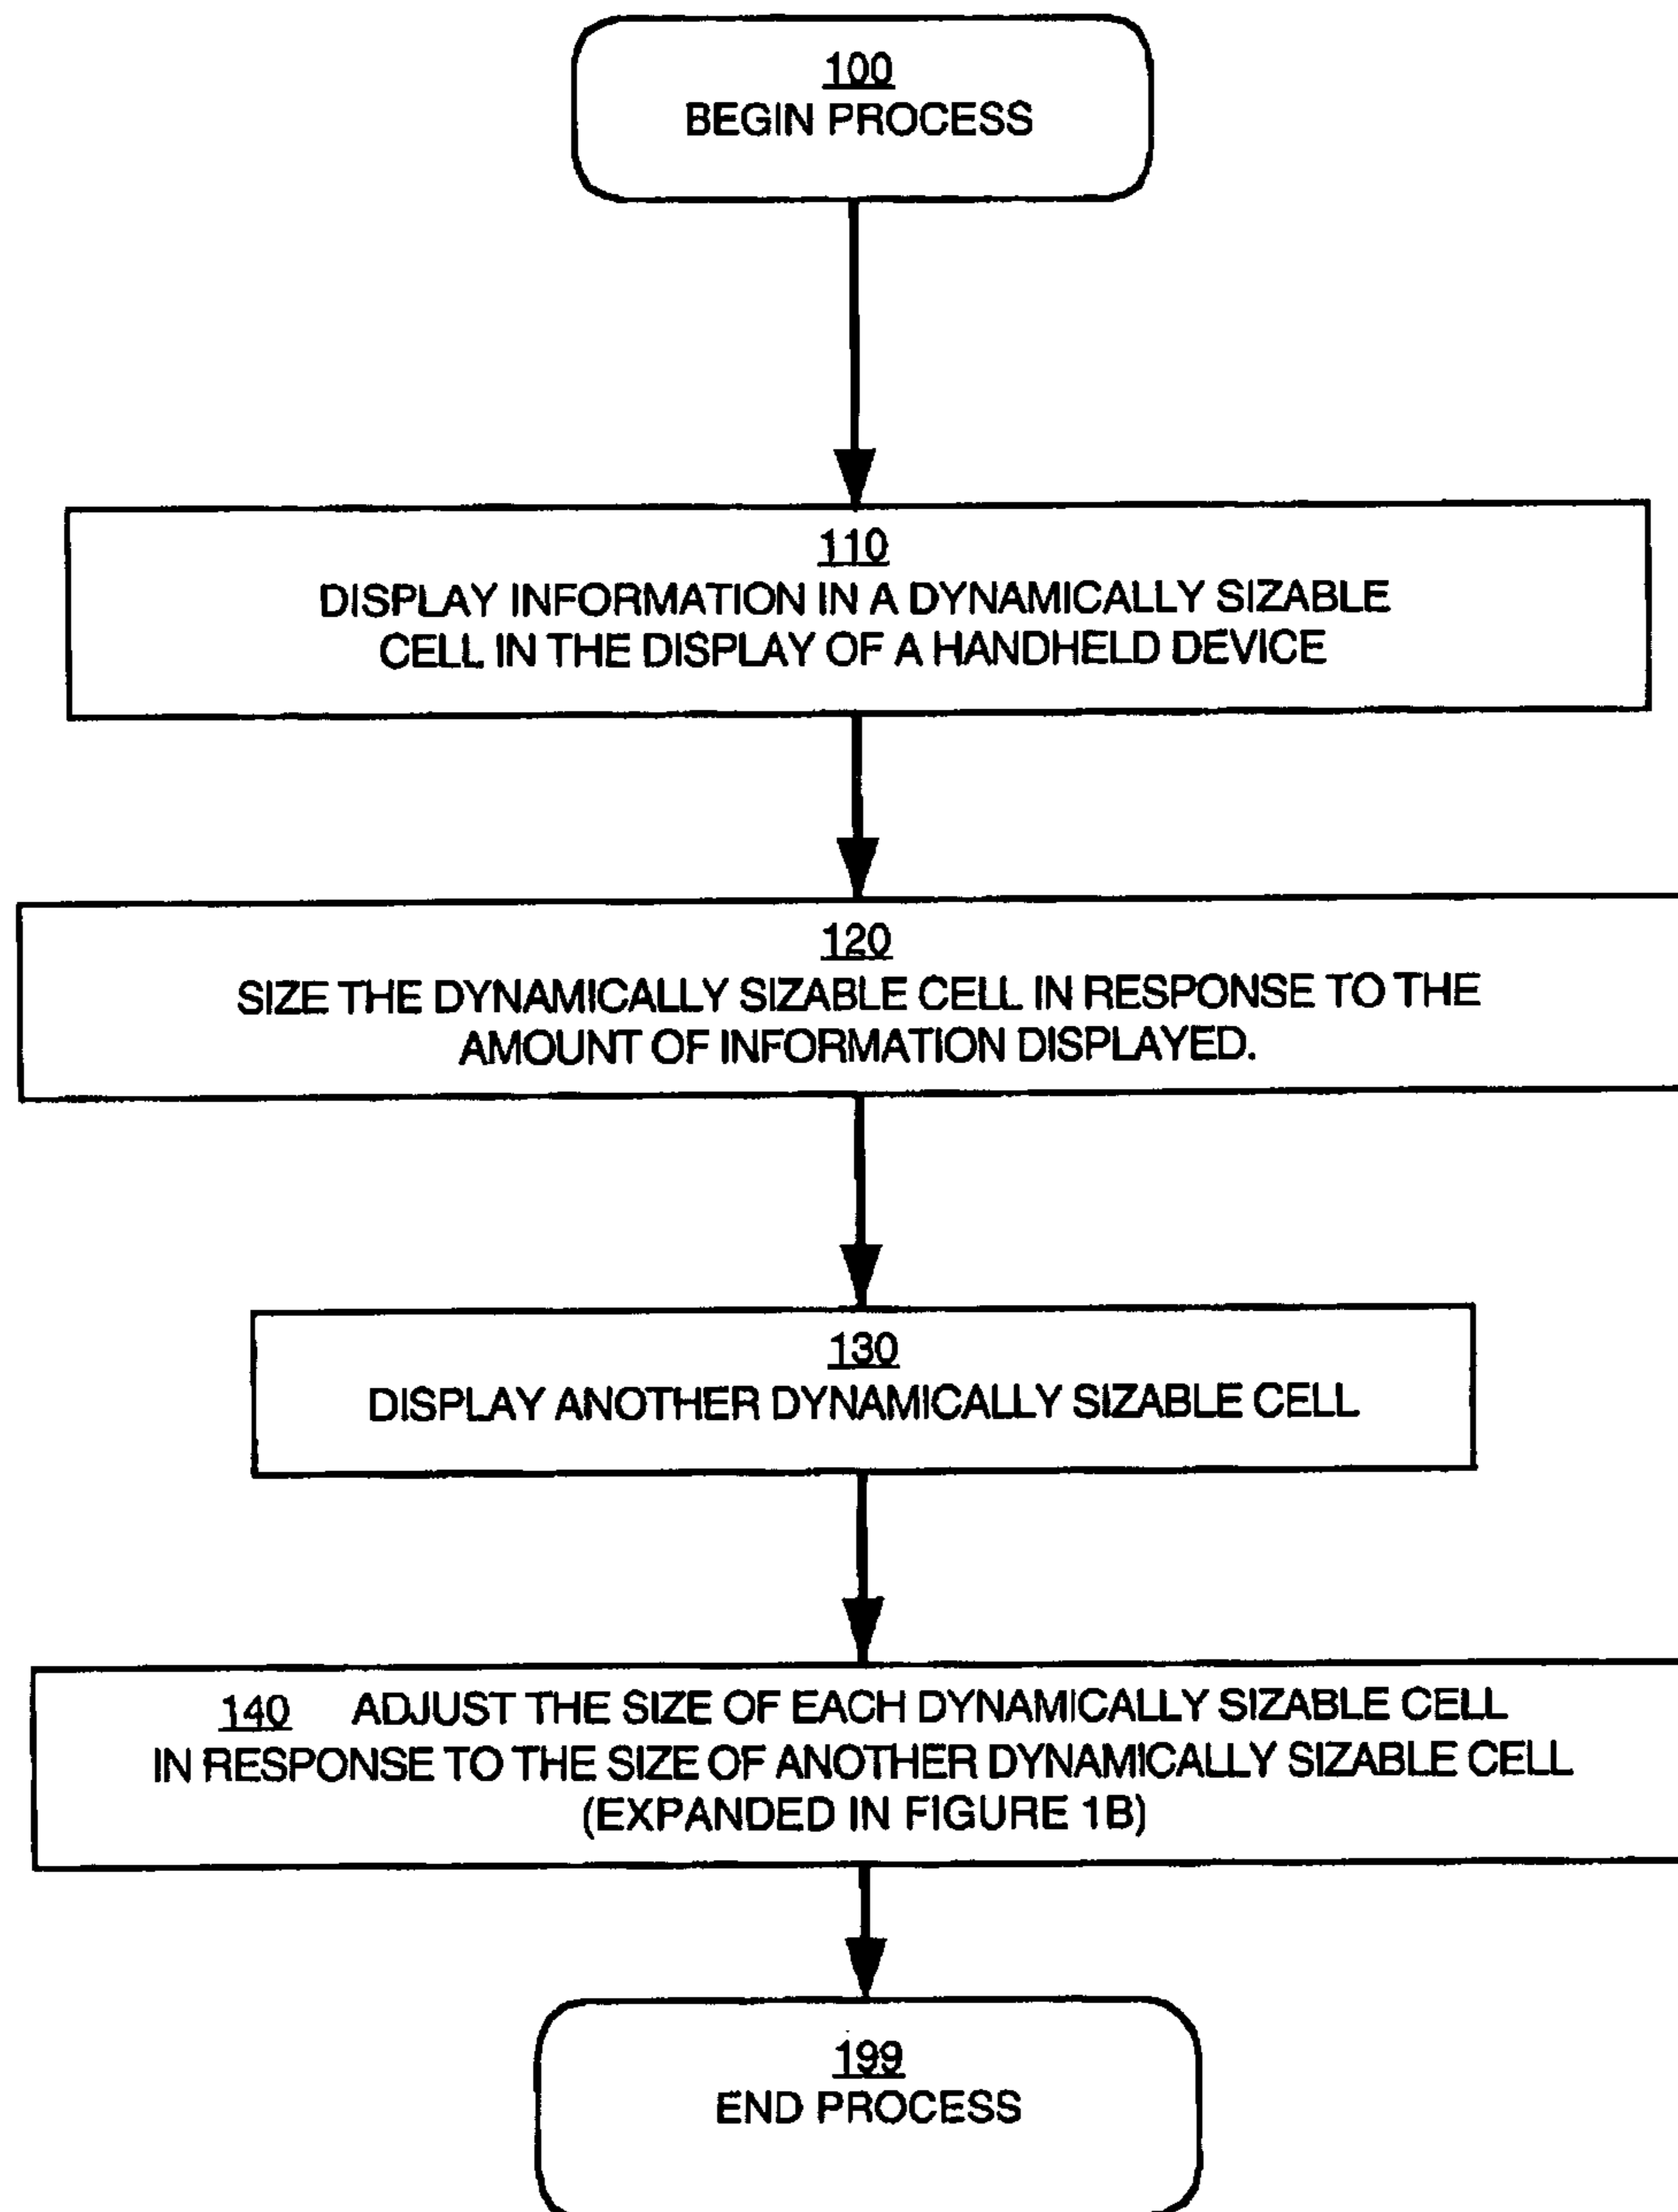 100
BEGIN PROCESS
110
DISPLAY INFORMATION IN A DYNAMICALLY SIZABLE
CELL IN THE DISPLAY OF A HANDHELD DEVICE
120
SIZE THE DYNAMICALLY SIZABLE CELL IN RESPONSE TO THE
AMOUNT OF INFORMATION DISPLAYED.
130
DISPLAY ANOTHER DYNAMICALLY SIZABLE CELL
140 ADJUST THE SIZE OF EACH DYNAMICALLY SIZABLE CELL
IN RESPONSE TO THE SIZE OF ANOTHER DYNAMICALLY SIZABLE CELL
(EXPANDED IN FIGURE 1B)
199
END PROCESS